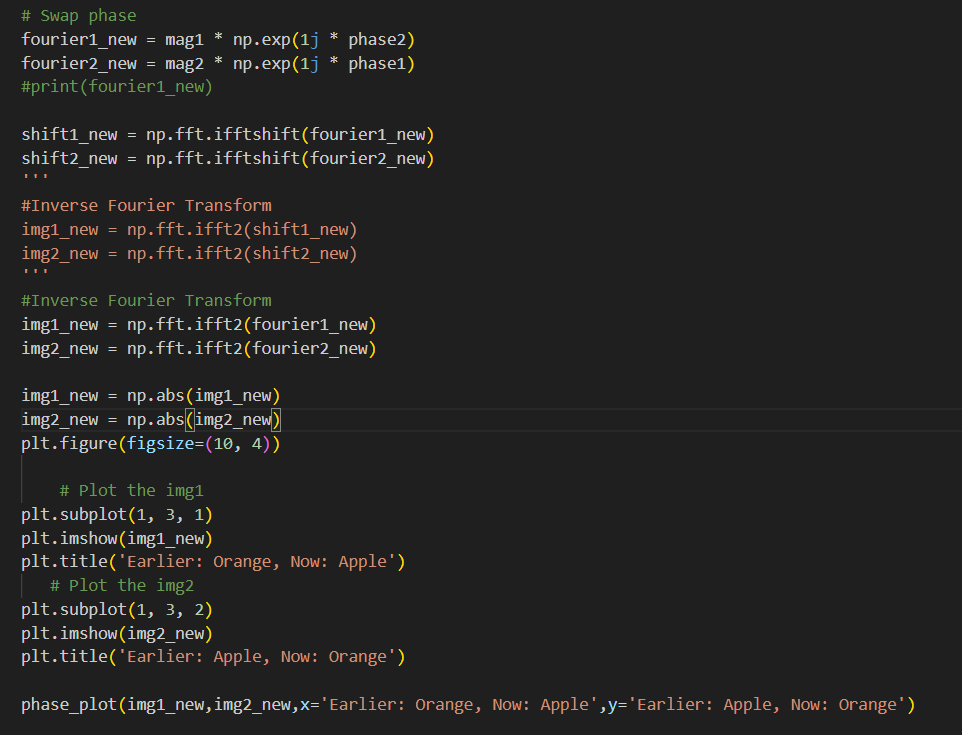 # Swap phase
fourier1_new = mag1 * np.exp(1j * phase2)
fourier2_new = mag2 * np.exp(1j * phase1)
#print(fourier1_new)
shift1_new = np.fft.ifftshift(fourier1_new)
shift2_new = np.fft.ifftshift(fourier2_new)
'''
#Inverse Fourier Transform
img1_new = np.fft.ifft2(shift1_new)
img2_new = np.fft.ifft2(shift2_new)
'''
#Inverse Fourier Transform
img1_new = np.fft.ifft2(fourier1_new)
img2_new = np.fft.ifft2(fourier2_new)
img1_new = np.abs(img1_new)
img2_new = np.abs(img2_new)
plt.figure(figsize=(10, 4))
# Plot the img1
plt.subplot(1, 3, 1)
plt.imshow(img1_new)
plt.title('Earlier: Orange, Now: Apple')
# Plot the img2
plt.subplot(1, 3, 2)
plt.imshow(img2_new)
plt.title('Earlier: Apple, Now: Orange')
phase_plot(img1_new,img2_new,x='Earlier: Orange, Now: Apple',y='Earlier: Apple, Now: Orange')